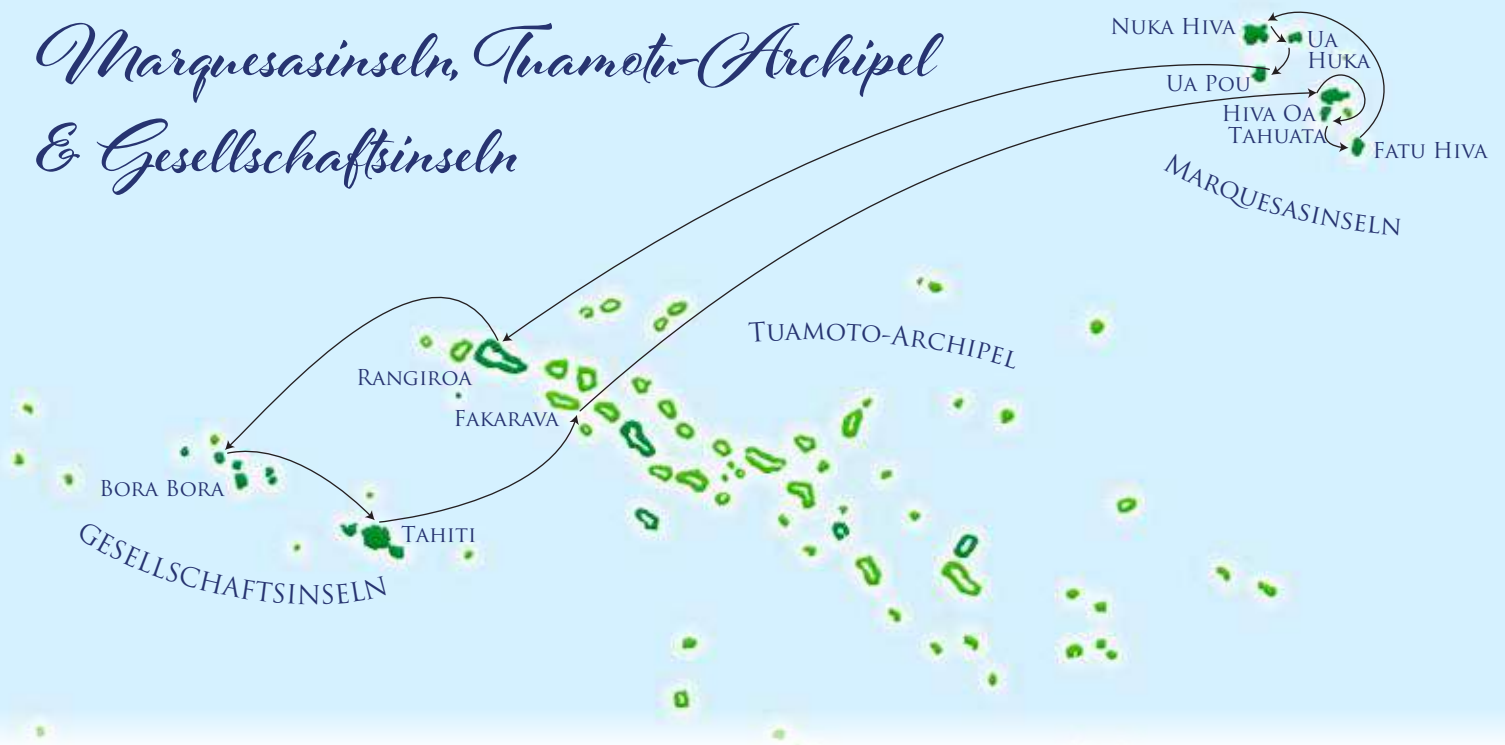 Marquesasinseln, Tuamotu-Archipel
& Gesellschaftsinseln
NUKA HIVA
UA
HUKA
UA POU
HIVA OA
TAHUATA
FATU HIVA
MARQUESASINSELN
TUAMOTO-ARCHIPEL
RANGIROA
FAKARAVA
BORA BORA
TAHITI
GESELLSCHAFTSINSELN